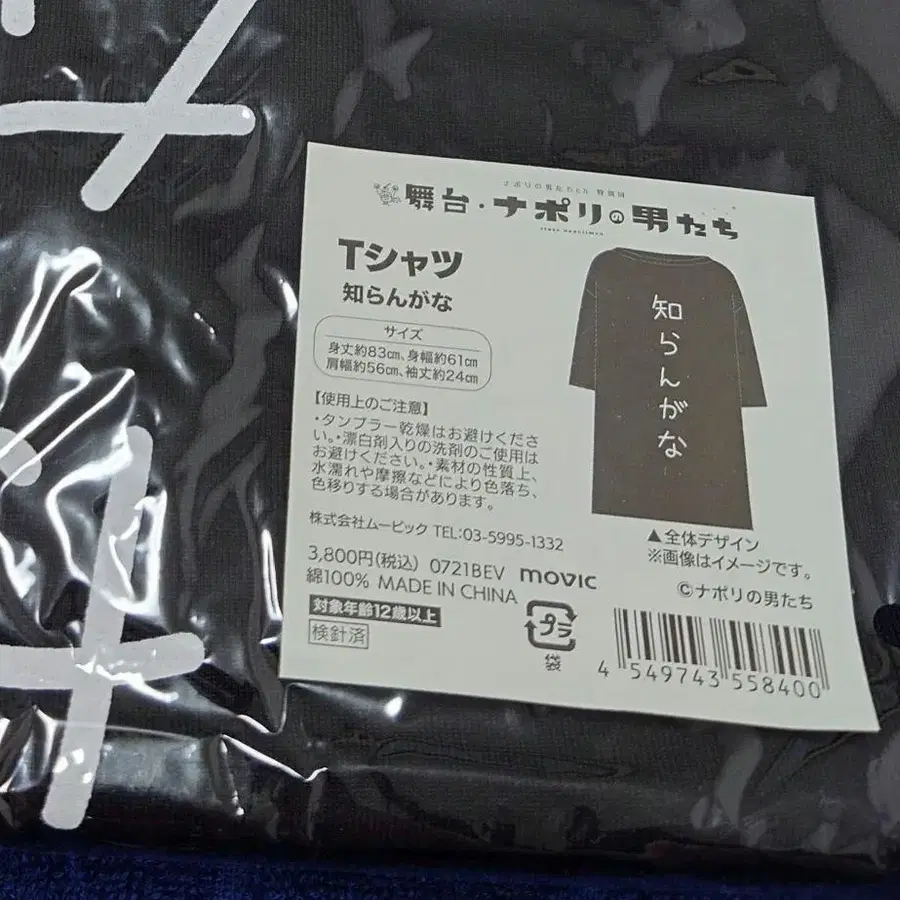 ナポリの男たちch 特別回
舞台・ナポリの男たち
Tシャツ
知らんがな
サイズ
身丈約83㎝、身幅約61㎝
肩幅約56㎝、袖丈約24㎝
【使用上のご注意】
・タンブラー乾燥はお避けくださ
い。・漂白剤入りの洗剤のご使用は
お避けください。・素材の性質上、
水濡れや摩擦などにより色落ち、
色移りする場合があります。
株式会社ムービック TEL:03-5995-1332
3,800円(税込) 0721BEV movic
綿100% MADE IN CHINA
対象年齢12歳以上
検針済
プラ
袋
知らんがな
▲全体デザイン
※画像はイメージです。
©ナポリの男たち
4 549743 558400